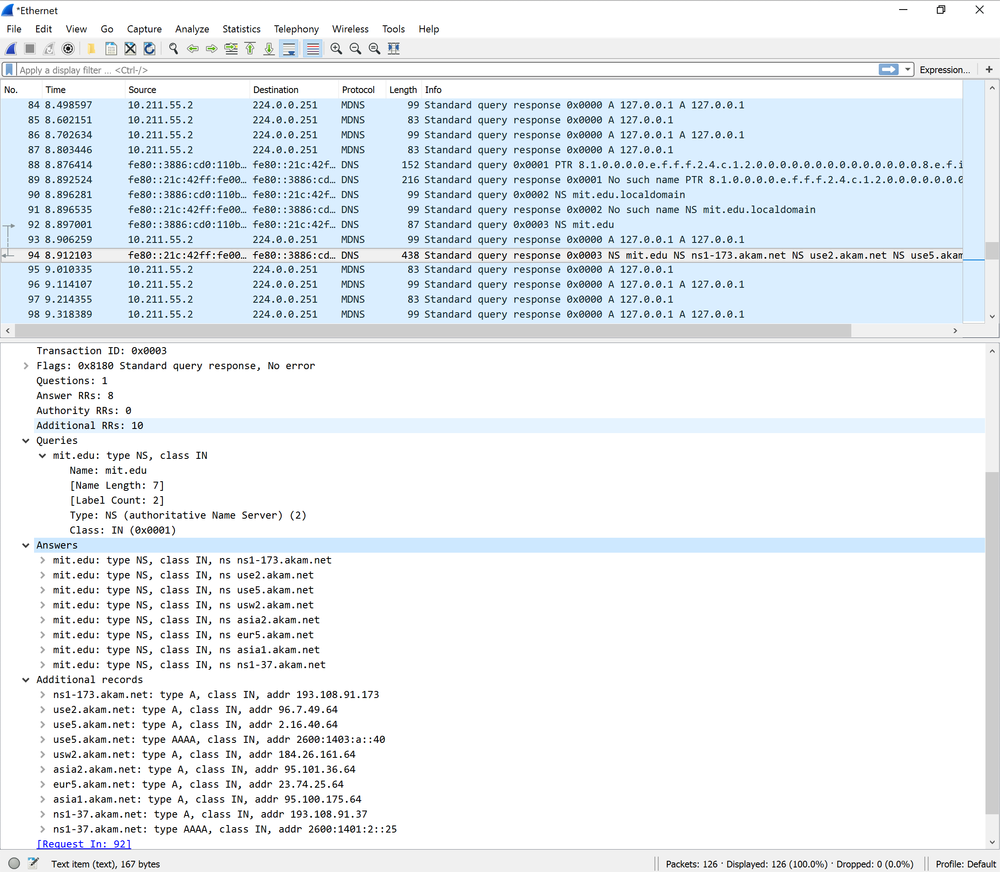 *Ethernet
File Edit View Go Capture Analyze Statistics Telephony Wireless Tools Help
Apply a display filter ... <Ctrl-/> Expression... +
No. Time Source Destination Protocol Length Info
84 8.498597 10.211.55.2 224.0.0.251 MDNS 99 Standard query response 0x0000 A 127.0.0.1 A 127.0.0.1
85 8.602151 10.211.55.2 224.0.0.251 MDNS 83 Standard query response 0x0000 A 127.0.0.1
86 8.702634 10.211.55.2 224.0.0.251 MDNS 99 Standard query response 0x0000 A 127.0.0.1 A 127.0.0.1
87 8.803446 10.211.55.2 224.0.0.251 MDNS 83 Standard query response 0x0000 A 127.0.0.1
88 8.876414 fe80::3886:cd0:110b… fe80::21c:42f… DNS 152 Standard query 0x0001 PTR 8.1.0.0.0.0.e.f.f.f.2.4.c.1.2.0.0.0.0.0.0.0.0.0.0.0.0.0.0.8.e.f.i
89 8.892524 fe80::21c:42ff:fe00… fe80::3886:cd… DNS 216 Standard query response 0x0001 No such name PTR 8.1.0.0.0.0.e.f.f.f.2.4.c.1.2.0.0.0.0.0.0.0
90 8.896281 fe80::3886:cd0:110b… fe80::21c:42f… DNS 99 Standard query 0x0002 NS mit.edu.localdomain
91 8.896535 fe80::21c:42ff:fe00… fe80::3886:cd… DNS 99 Standard query response 0x0002 No such name NS mit.edu.localdomain
92 8.897001 fe80::3886:cd0:110b… fe80::21c:42f… DNS 87 Standard query 0x0003 NS mit.edu
93 8.906259 10.211.55.2 224.0.0.251 MDNS 99 Standard query response 0x0000 A 127.0.0.1 A 127.0.0.1
94 8.912103 fe80::21c:42ff:fe00… fe80::3886:cd… DNS 438 Standard query response 0x0003 NS mit.edu NS ns1-173.akam.net NS use2.akam.net NS use5.akam
95 9.010335 10.211.55.2 224.0.0.251 MDNS 83 Standard query response 0x0000 A 127.0.0.1
96 9.114107 10.211.55.2 224.0.0.251 MDNS 99 Standard query response 0x0000 A 127.0.0.1 A 127.0.0.1
97 9.214355 10.211.55.2 224.0.0.251 MDNS 83 Standard query response 0x0000 A 127.0.0.1
98 9.318389 10.211.55.2 224.0.0.251 MDNS 99 Standard query response 0x0000 A 127.0.0.1 A 127.0.0.1
Transaction ID: 0x0003
Flags: 0x8180 Standard query response, No error
Questions: 1
Answer RRs: 8
Authority RRs: 0
Additional RRs: 10
Queries
mit.edu: type NS, class IN
Name: mit.edu
[Name Length: 7]
[Label Count: 2]
Type: NS (authoritative Name Server) (2)
Class: IN (0x0001)
Answers
mit.edu: type NS, class IN, ns ns1-173.akam.net
mit.edu: type NS, class IN, ns use2.akam.net
mit.edu: type NS, class IN, ns use5.akam.net
mit.edu: type NS, class IN, ns usw2.akam.net
mit.edu: type NS, class IN, ns asia2.akam.net
mit.edu: type NS, class IN, ns eur5.akam.net
mit.edu: type NS, class IN, ns asia1.akam.net
mit.edu: type NS, class IN, ns ns1-37.akam.net
Additional records
ns1-173.akam.net: type A, class IN, addr 193.108.91.173
use2.akam.net: type A, class IN, addr 96.7.49.64
use5.akam.net: type A, class IN, addr 2.16.40.64
use5.akam.net: type AAAA, class IN, addr 2600:1403:a::40
usw2.akam.net: type A, class IN, addr 184.26.161.64
asia2.akam.net: type A, class IN, addr 95.101.36.64
eur5.akam.net: type A, class IN, addr 23.74.25.64
asia1.akam.net: type A, class IN, addr 95.100.175.64
ns1-37.akam.net: type A, class IN, addr 193.108.91.37
ns1-37.akam.net: type AAAA, class IN, addr 2600:1401:2::25
[Request In: 92]
Text item (text), 167 bytes Packets: 126 · Displayed: 126 (100.0%) · Dropped: 0 (0.0%) Profile: Default